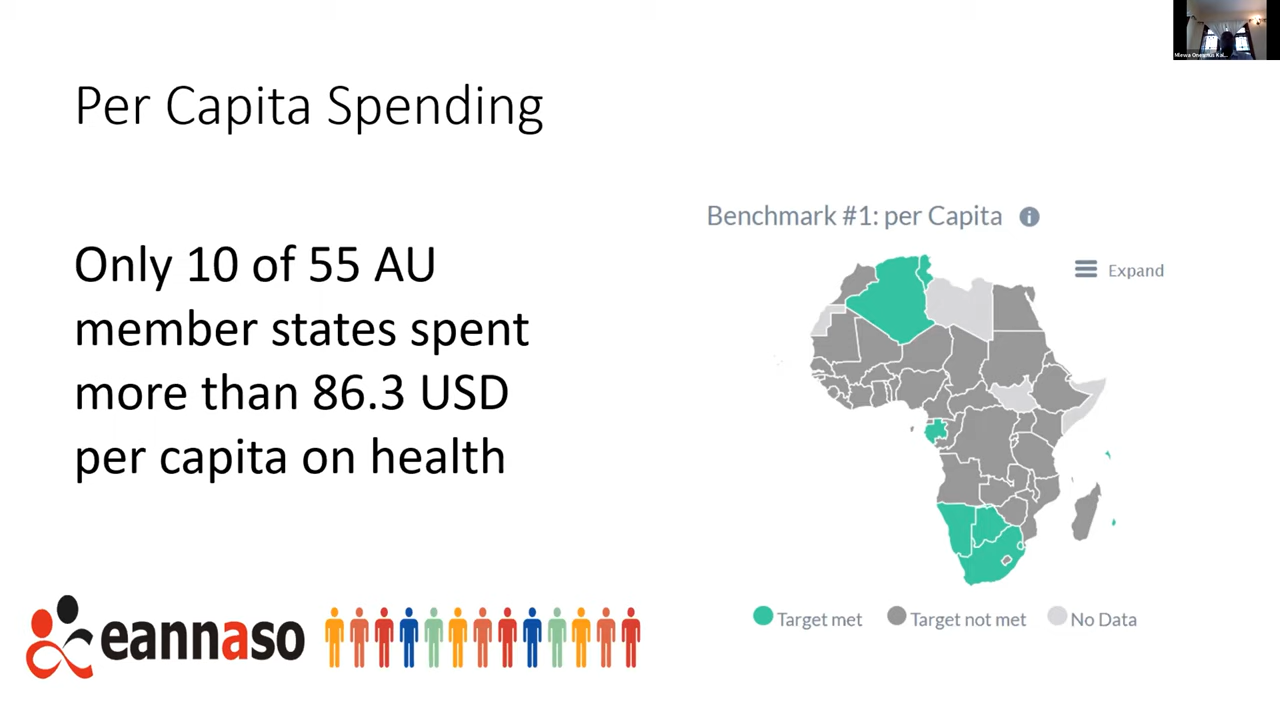 Per Capita Spending
Only 10 of 55 AU
member states spent
more than 86.3 USD
per capita on health
Benchmark #1: per Capita
Expand
Target met
Target not met
No Data
eannaso